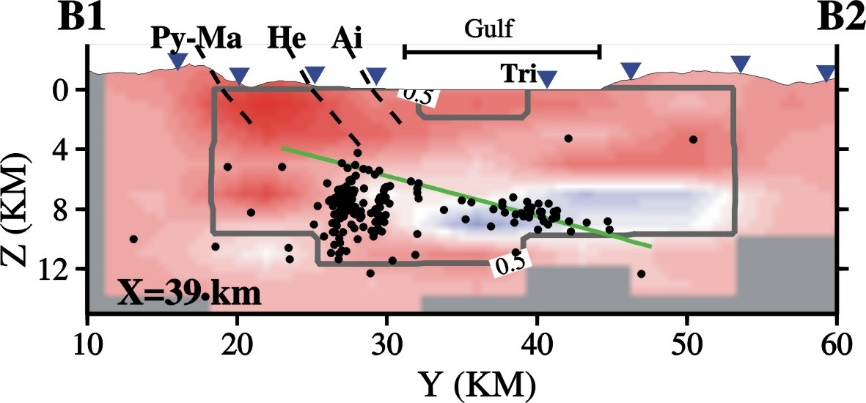 B1 B2
Py-Ma He Ai Gulf
Tri
0.5
0
4
8
12
0.5
X=39 km
Z (KM)
10 20 30 40 50 60
Y (KM)